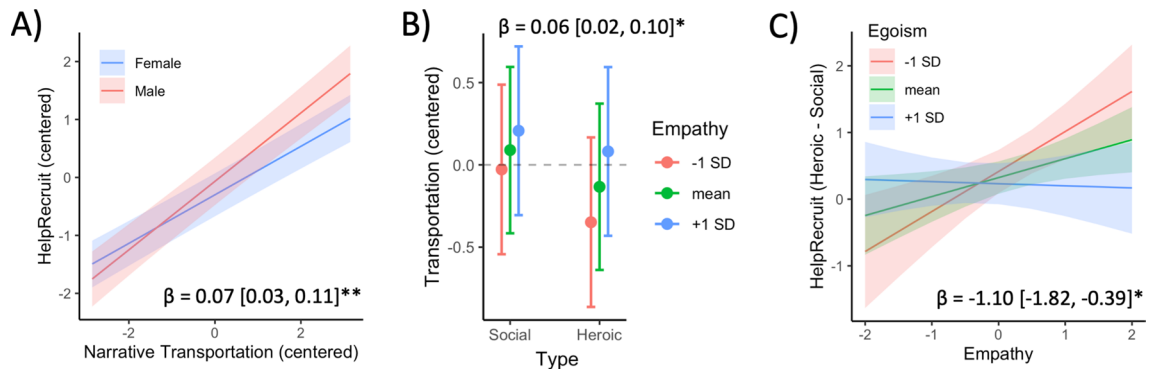 A)
HelpRecruit (centered)
2
1
0
-1
-2
Female
Male
β = 0.07 [0.03, 0.11]**
-2 0 2
Narrative Transportation (centered)
B)
β = 0.06 [0.02, 0.10]*
Transportation (centered)
0.5
0.0
-0.5
Social Heroic
Type
Empathy
-1 SD
mean
+1 SD
C)
HelpRecruit (Heroic - Social)
2
1
0
-1
Egoism
-1 SD
mean
+1 SD
β = -1.10 [-1.82, -0.39]*
-2 -1 0 1 2
Empathy